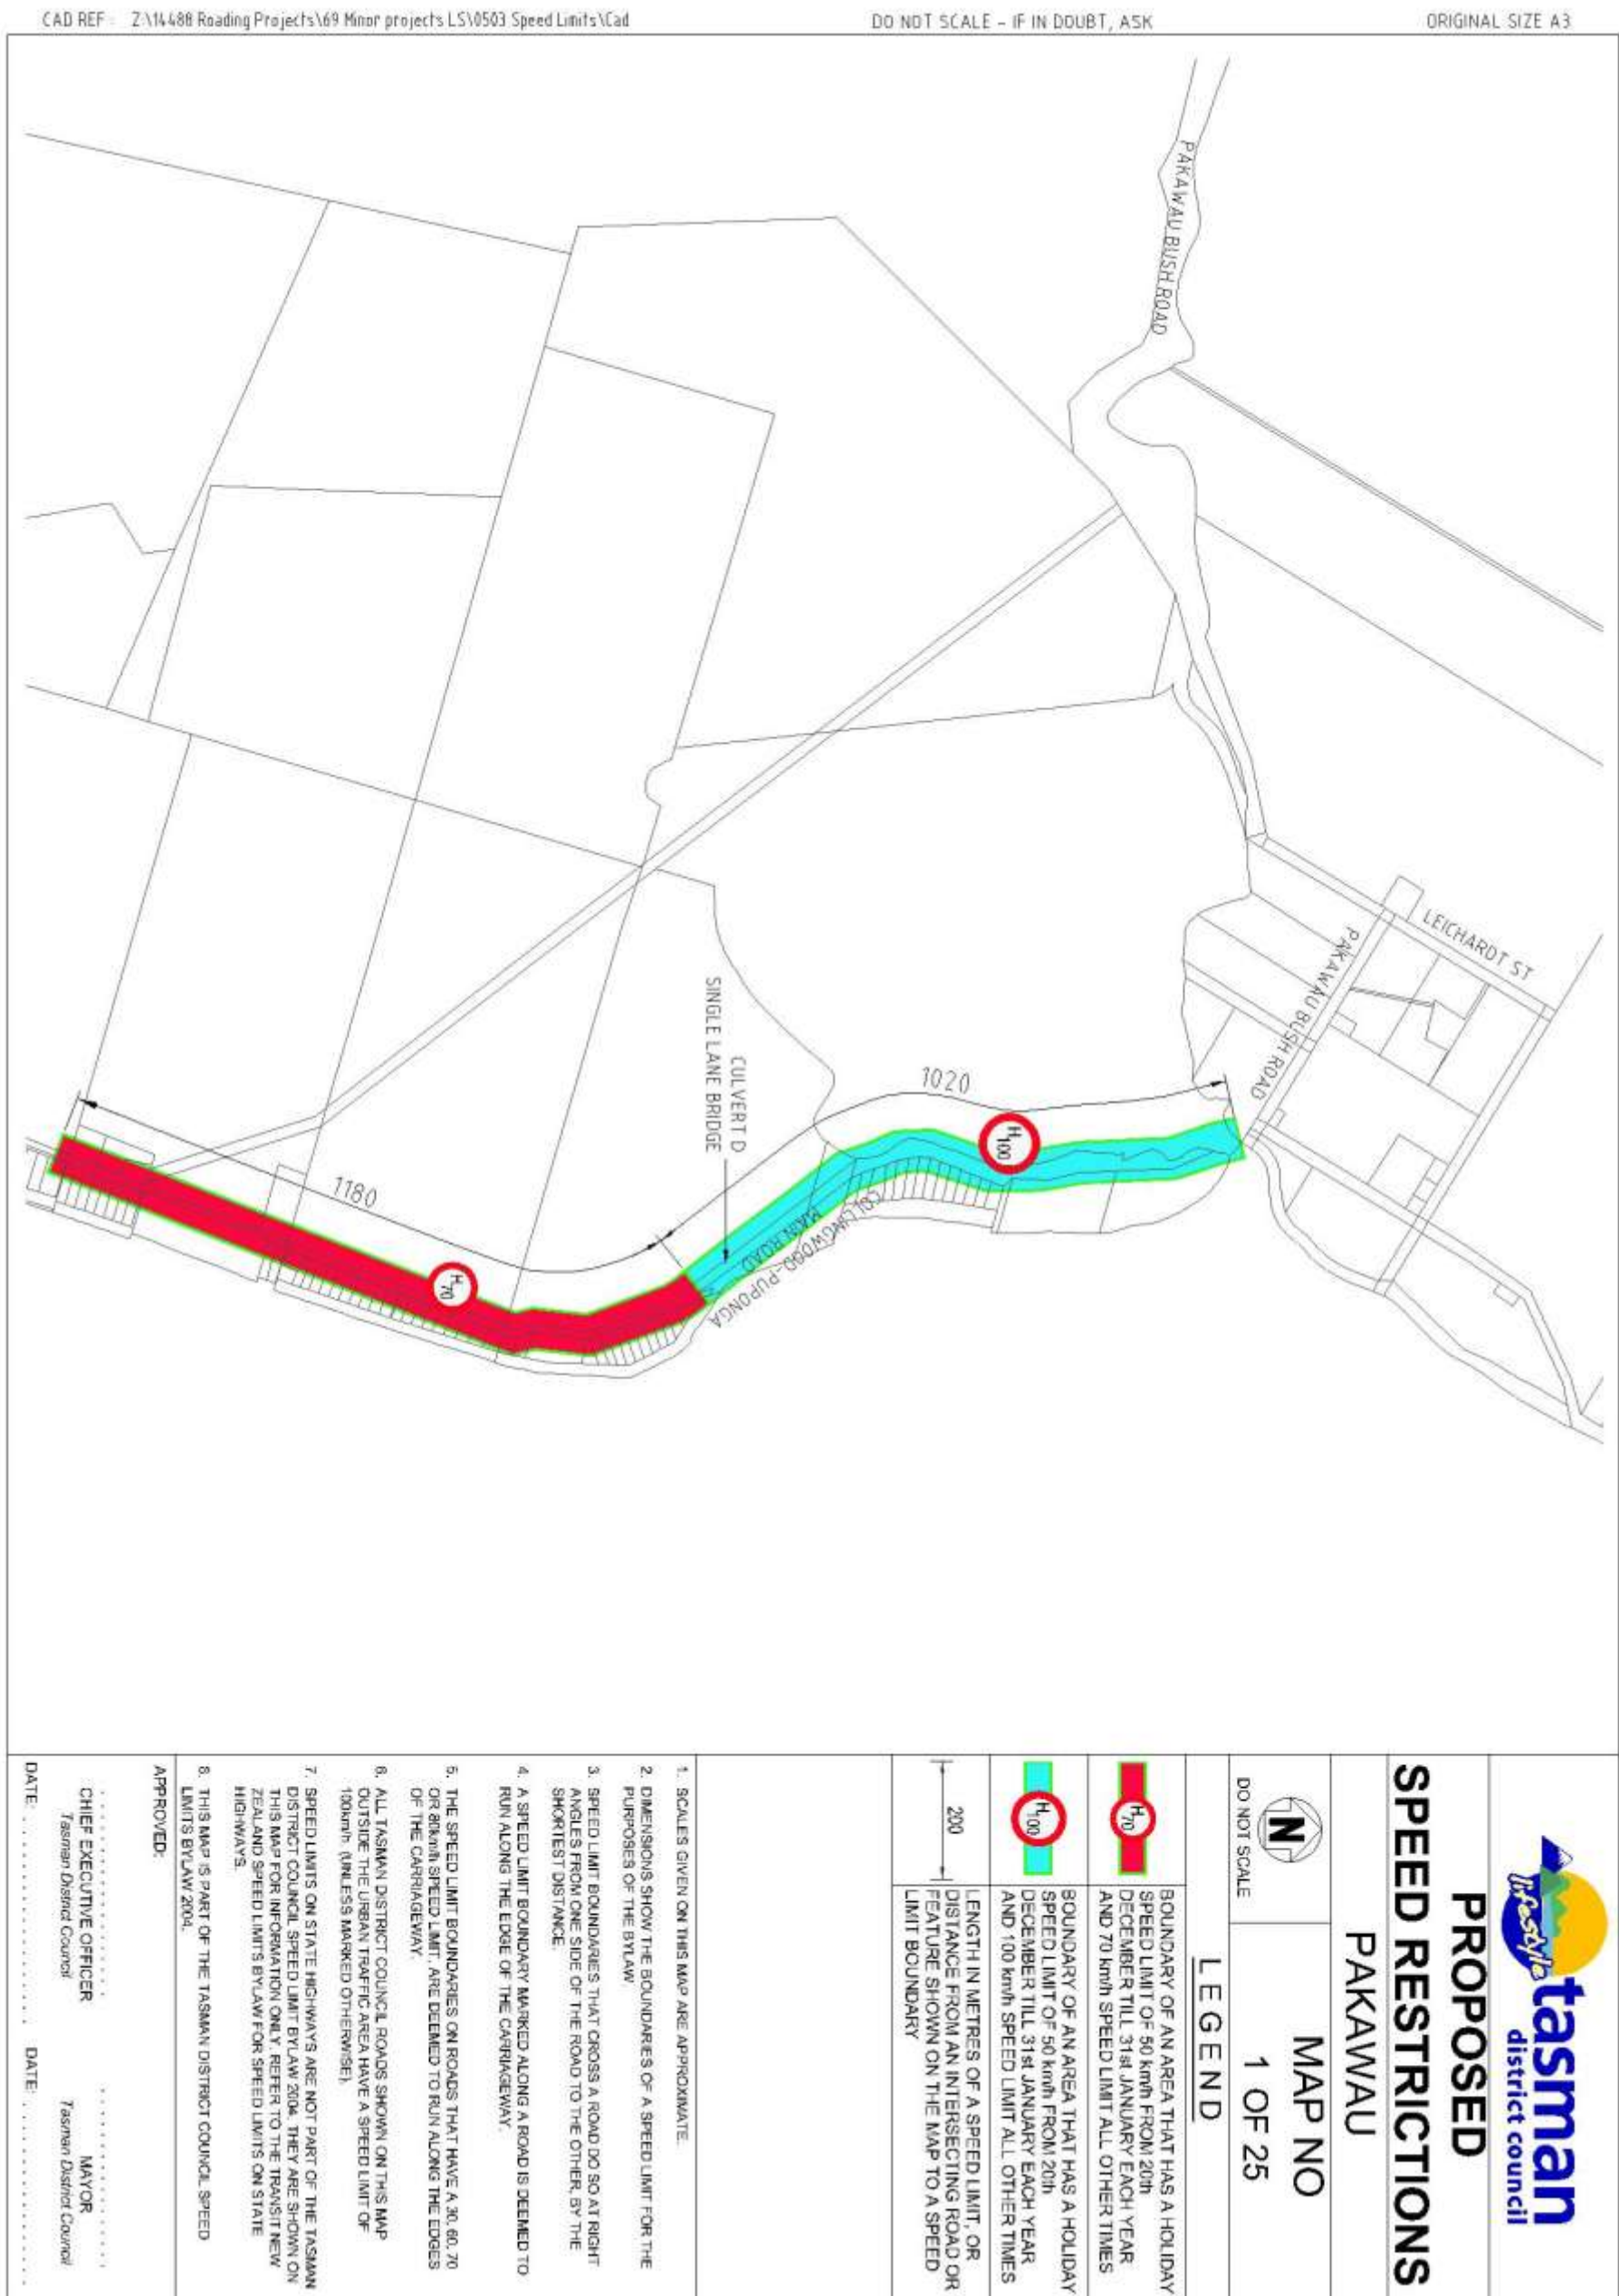 CAD REF : Z:\14488 Roading Projects\69 Minor projects LS\0503 Speed Limits\Cad
DO NOT SCALE - IF IN DOUBT, ASK
ORIGINAL SIZE A3
PAKAWAU BUSH ROAD
LEICHARDT ST
PAKAWAU BUSH ROAD
1020
H
100
CULVERT D
SINGLE LANE BRIDGE
COLLINGWOOD-PUPONGA
MAIN ROAD
1180
H
70
lifestyle
tasman
district council
PROPOSED
SPEED RESTRICTIONS
PAKAWAU
N
DO NOT SCALE
MAP NO
1 OF 25
LEGEND
H
70
BOUNDARY OF AN AREA THAT HAS A HOLIDAY
SPEED LIMIT OF 50 km/h FROM 20th
DECEMBER TILL 31st JANUARY EACH YEAR
AND 70 km/h SPEED LIMIT ALL OTHER TIMES
H
100
BOUNDARY OF AN AREA THAT HAS A HOLIDAY
SPEED LIMIT OF 50 km/h FROM 20th
DECEMBER TILL 31st JANUARY EACH YEAR
AND 100 km/h SPEED LIMIT ALL OTHER TIMES
200
LENGTH IN METRES OF A SPEED LIMIT, OR
DISTANCE FROM AN INTERSECTING ROAD OR
FEATURE SHOWN ON THE MAP TO A SPEED
LIMIT BOUNDARY
1. SCALES GIVEN ON THIS MAP ARE APPROXIMATE.
2. DIMENSIONS SHOW THE BOUNDARIES OF A SPEED LIMIT FOR THE
PURPOSES OF THE BYLAW.
3. SPEED LIMIT BOUNDARIES THAT CROSS A ROAD DO SO AT RIGHT
ANGLES FROM ONE SIDE OF THE ROAD TO THE OTHER, BY THE
SHORTEST DISTANCE.
4. A SPEED LIMIT BOUNDARY MARKED ALONG A ROAD IS DEEMED TO
RUN ALONG THE EDGE OF THE CARRIAGEWAY.
5. THE SPEED LIMIT BOUNDARIES ON ROADS THAT HAVE A 30, 60, 70
OR 80km/h SPEED LIMIT, ARE DEEMED TO RUN ALONG THE EDGES
OF THE CARRIAGEWAY.
6. ALL TASMAN DISTRICT COUNCIL ROADS SHOWN ON THIS MAP
OUTSIDE THE URBAN TRAFFIC AREA HAVE A SPEED LIMIT OF
100km/h (UNLESS MARKED OTHERWISE).
7. SPEED LIMITS ON STATE HIGHWAYS ARE NOT PART OF THE TASMAN
DISTRICT COUNCIL SPEED LIMIT BYLAW 2004. THEY ARE SHOWN ON
THIS MAP FOR INFORMATION ONLY. REFER TO THE TRANSIT NEW
ZEALAND SPEED LIMITS BYLAW FOR SPEED LIMITS ON STATE
HIGHWAYS.
8. THIS MAP IS PART OF THE TASMAN DISTRICT COUNCIL SPEED
LIMITS BYLAW 2004.
APPROVED:
CHIEF EXECUTIVE OFFICER
Tasman District Council
MAYOR
Tasman District Council
DATE:
DATE: